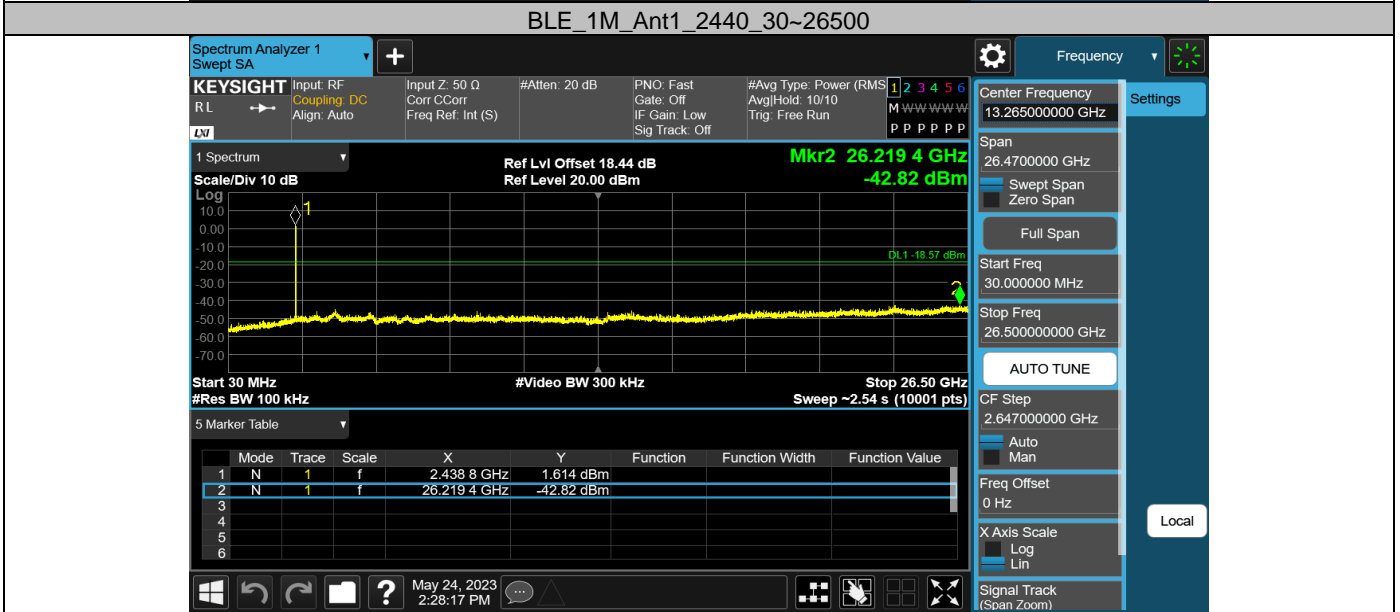 BLE_1M_Ant1_2440_30~26500
Spectrum Analyzer 1
Swept SA
Frequency
KEYSIGHT
RL
LXI
Input: RF
Coupling: DC
Align: Auto
Input Z: 50 Ω
Corr CCorr
Freq Ref: Int (S)
#Atten: 20 dB
PNO: Fast
Gate: Off
IF Gain: Low
Sig Track: Off
#Avg Type: Power (RMS
Avg|Hold: 10/10
Trig: Free Run
1 2 3 4 5 6
M W W W W W
P P P P P P
1 Spectrum
Scale/Div 10 dB
Ref Lvl Offset 18.44 dB
Ref Level 20.00 dBm
Mkr2 26.219 4 GHz
-42.82 dBm
Log
10.0
0.00
-10.0
-20.0
-30.0
-40.0
-50.0
-60.0
-70.0
1
DL1 -18.57 dBm
2
Start 30 MHz
#Res BW 100 kHz
#Video BW 300 kHz
Stop 26.50 GHz
Sweep ~2.54 s (10001 pts)
5 Marker Table
Mode Trace Scale X Y Function Function Width Function Value
1 N 1 f 2.438 8 GHz 1.614 dBm
2 N 1 f 26.219 4 GHz -42.82 dBm
3
4
5
6
May 24, 2023
2:28:17 PM
Center Frequency
13.265000000 GHz
Settings
Span
26.4700000 GHz
Swept Span
Zero Span
Full Span
Start Freq
30.000000 MHz
Stop Freq
26.500000000 GHz
AUTO TUNE
CF Step
2.647000000 GHz
Auto
Man
Freq Offset
0 Hz
X Axis Scale
Log
Lin
Local
Signal Track
(Span Zoom)